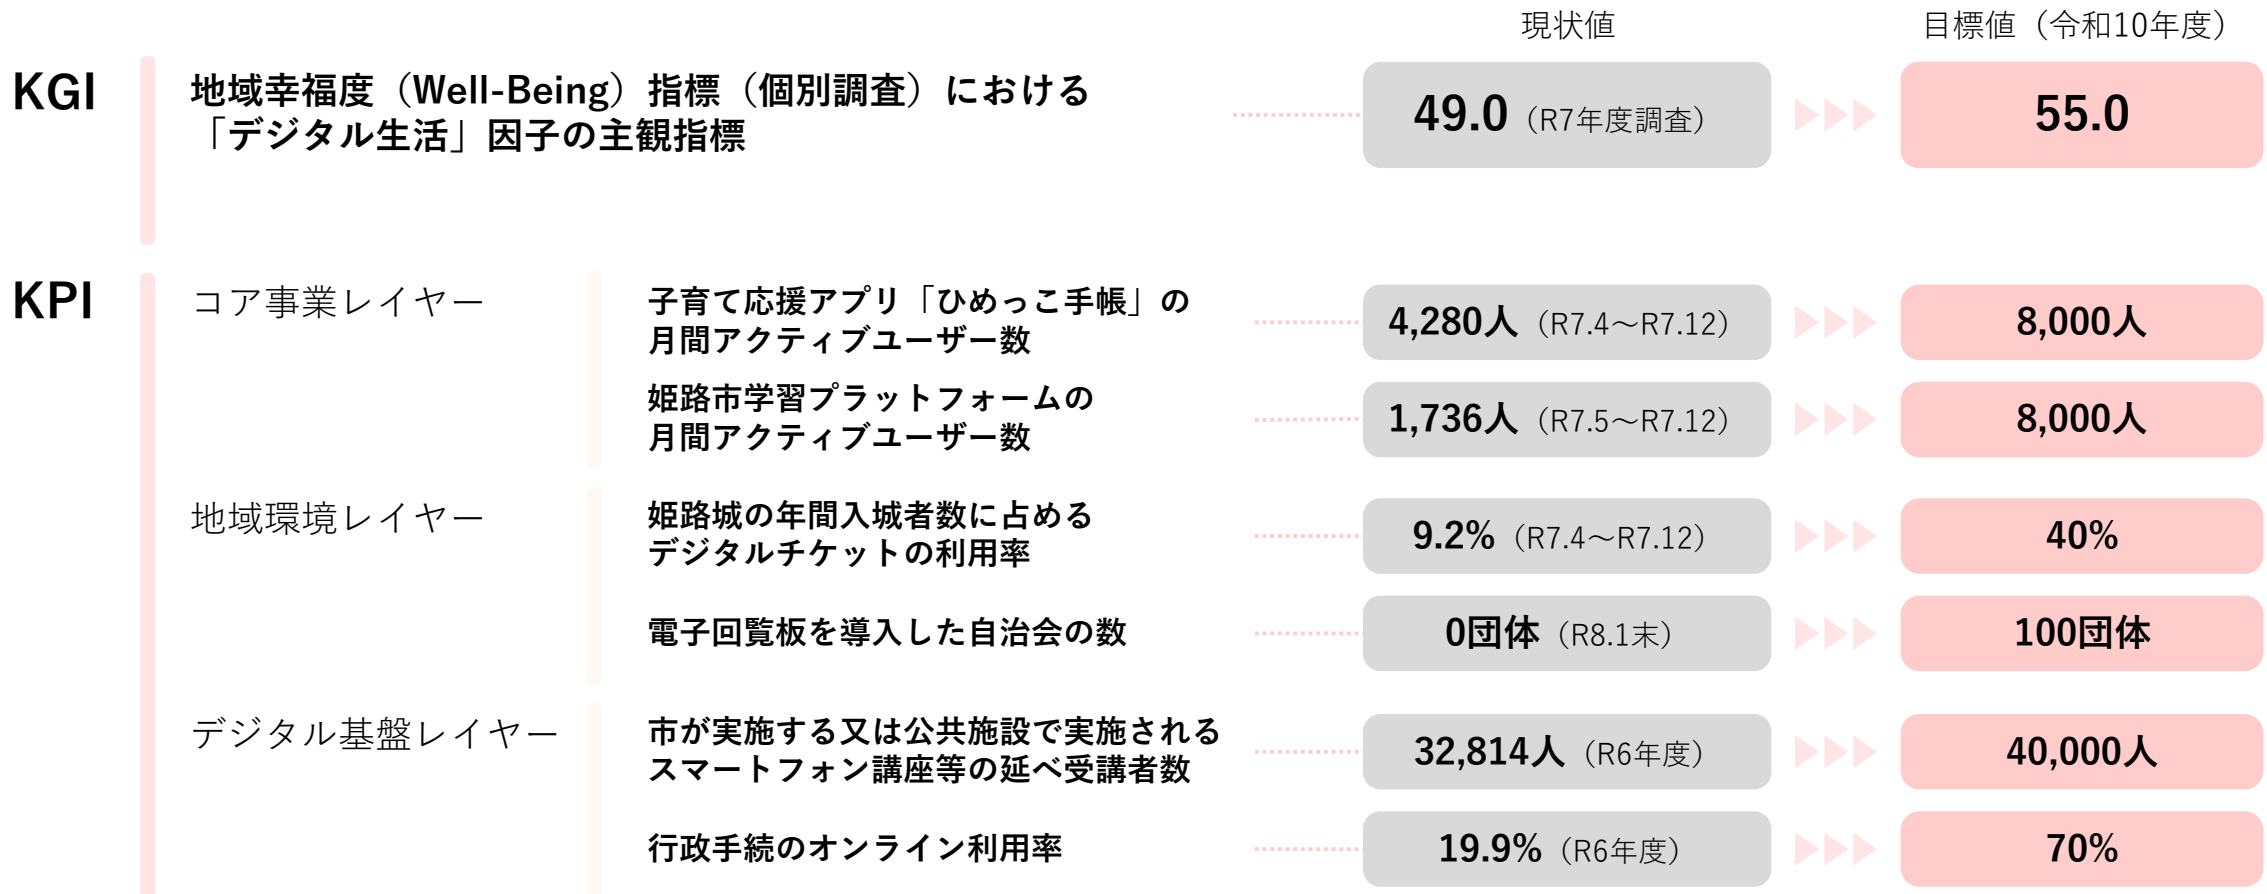 現状値
目標値（令和10年度）
KGI
地域幸福度（Well-Being）指標（個別調査）における
「デジタル生活」因子の主観指標
49.0（R7年度調査）
55.0
KPI
コア事業レイヤー
子育て応援アプリ「ひめっこ手帳」の
月間アクティブユーザー数
4,280人（R7.4～R7.12）
8,000人
姫路市学習プラットフォームの
月間アクティブユーザー数
1,736人（R7.5～R7.12）
8,000人
地域環境レイヤー
姫路城の年間入城者数に占める
デジタルチケットの利用率
9.2%（R7.4～R7.12）
40%
電子回覧板を導入した自治会の数
0団体（R8.1末）
100団体
デジタル基盤レイヤー
市が実施する又は公共施設で実施される
スマートフォン講座等の延べ受講者数
32,814人（R6年度）
40,000人
行政手続のオンライン利用率
19.9%（R6年度）
70%